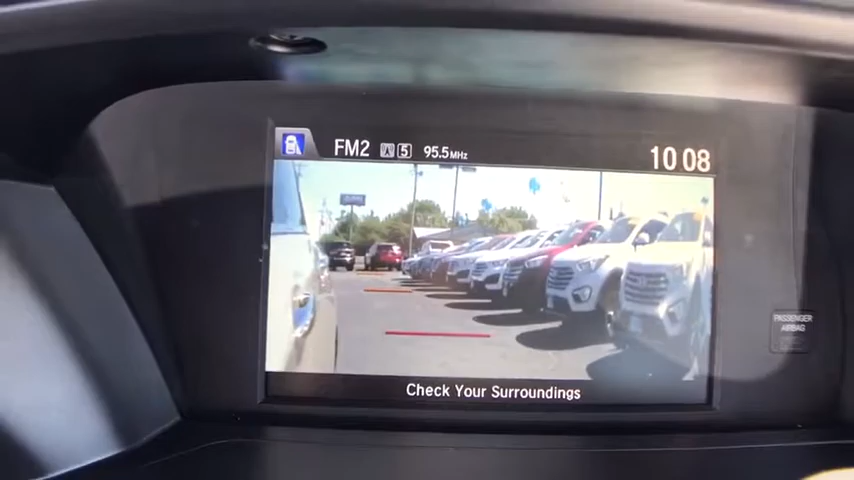 FM2 5 95.5MHz
10:08
Check Your Surroundings
PASSENGER
AIRBAG